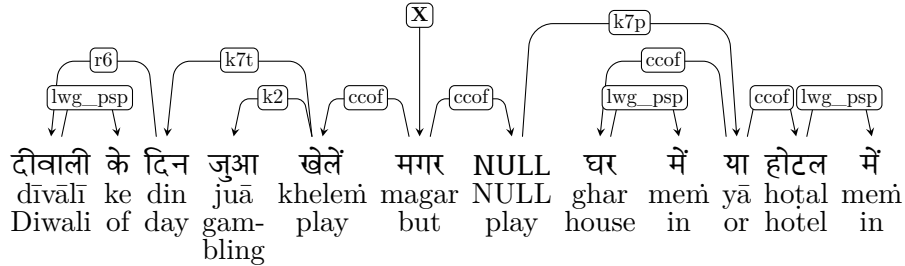 X
k7p
r6 k7t ccof
lwg_psp k2 ccof ccof lwg_psp ccof lwg_psp
दीवाली के दिन जुआ खेलें मगर NULL घर में या होटल में
dīvālī ke din juā kheleṁ magar NULL ghar meṁ yā hoṭal meṁ
Diwali of day gam- play but play house in or hotel in
bling